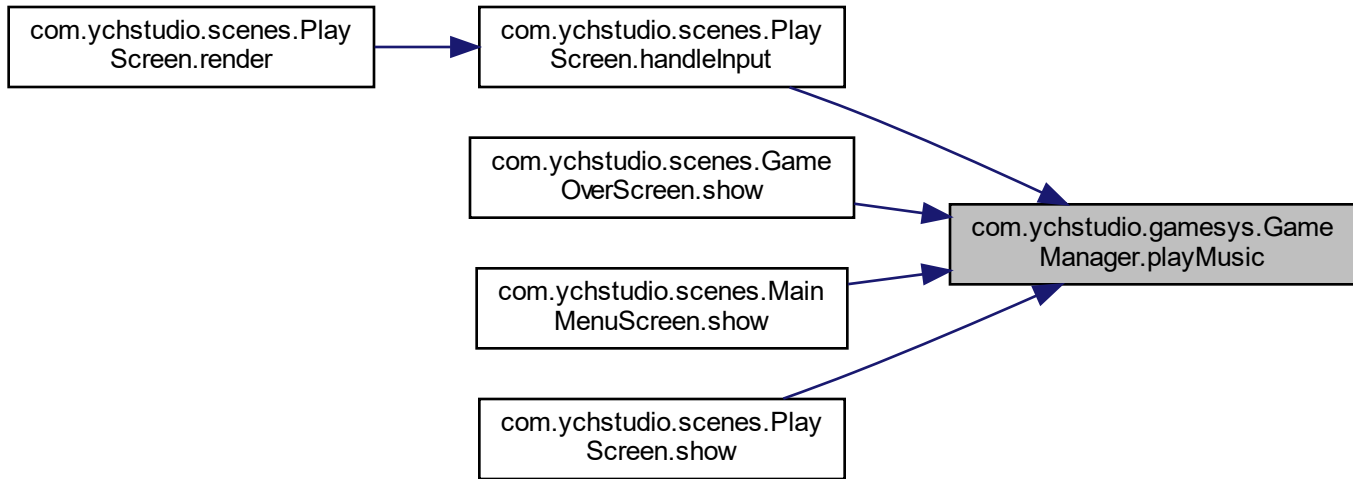 com.ychstudio.scenes.Play
Screen.render
com.ychstudio.scenes.Play
Screen.handleInput
com.ychstudio.scenes.Game
OverScreen.show
com.ychstudio.scenes.Main
MenuScreen.show
com.ychstudio.scenes.Play
Screen.show
com.ychstudio.gamesys.Game
Manager.playMusic